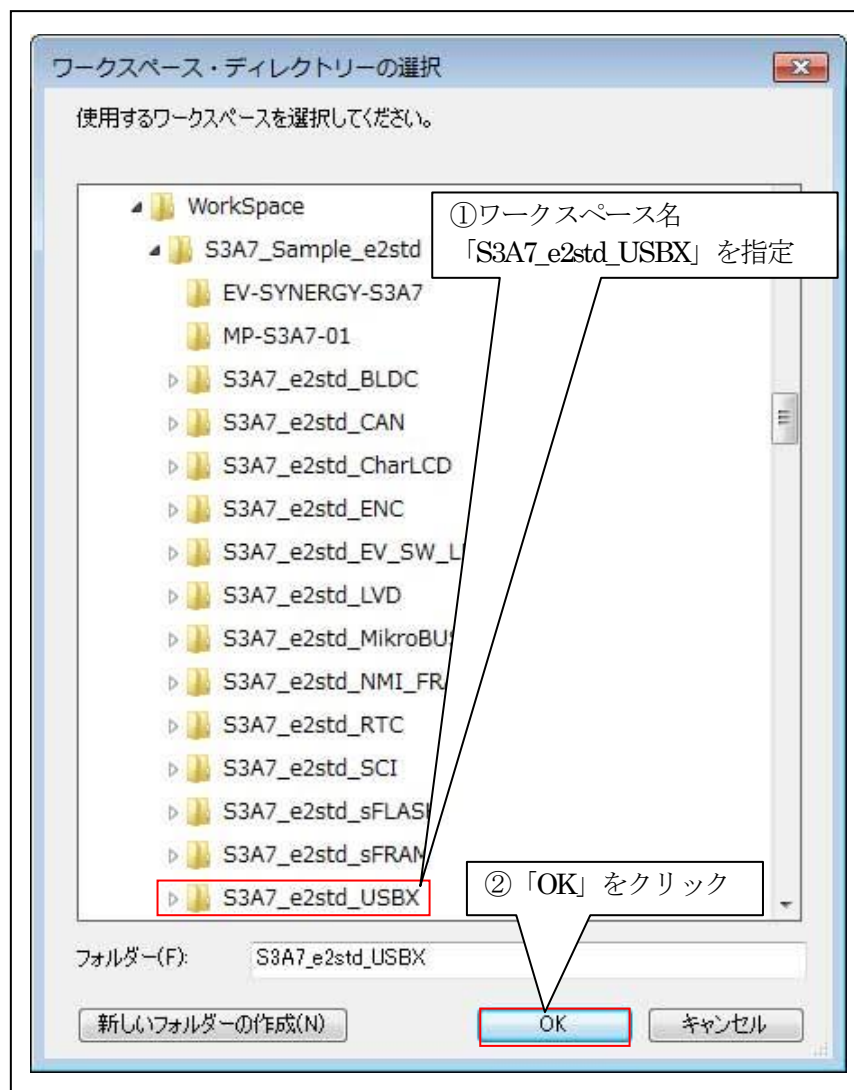 ワークスペース・ディレクトリーの選択
使用するワークスペースを選択してください。
WorkSpace
①ワークスペース名
「S3A7_e2std_USBX」を指定
S3A7_Sample_e2std
EV-SYNERGY-S3A7
MP-S3A7-01
S3A7_e2std_BLDC
S3A7_e2std_CAN
S3A7_e2std_CharLCD
S3A7_e2std_ENC
S3A7_e2std_EV_SW_L
S3A7_e2std_LVD
S3A7_e2std_MikroBUS
S3A7_e2std_NMI_FRA
S3A7_e2std_RTC
S3A7_e2std_SCI
S3A7_e2std_sFLASH
S3A7_e2std_sFRAM
S3A7_e2std_USBX
②「OK」をクリック
フォルダー(F): S3A7_e2std_USBX
新しいフォルダーの作成(N) OK キャンセル